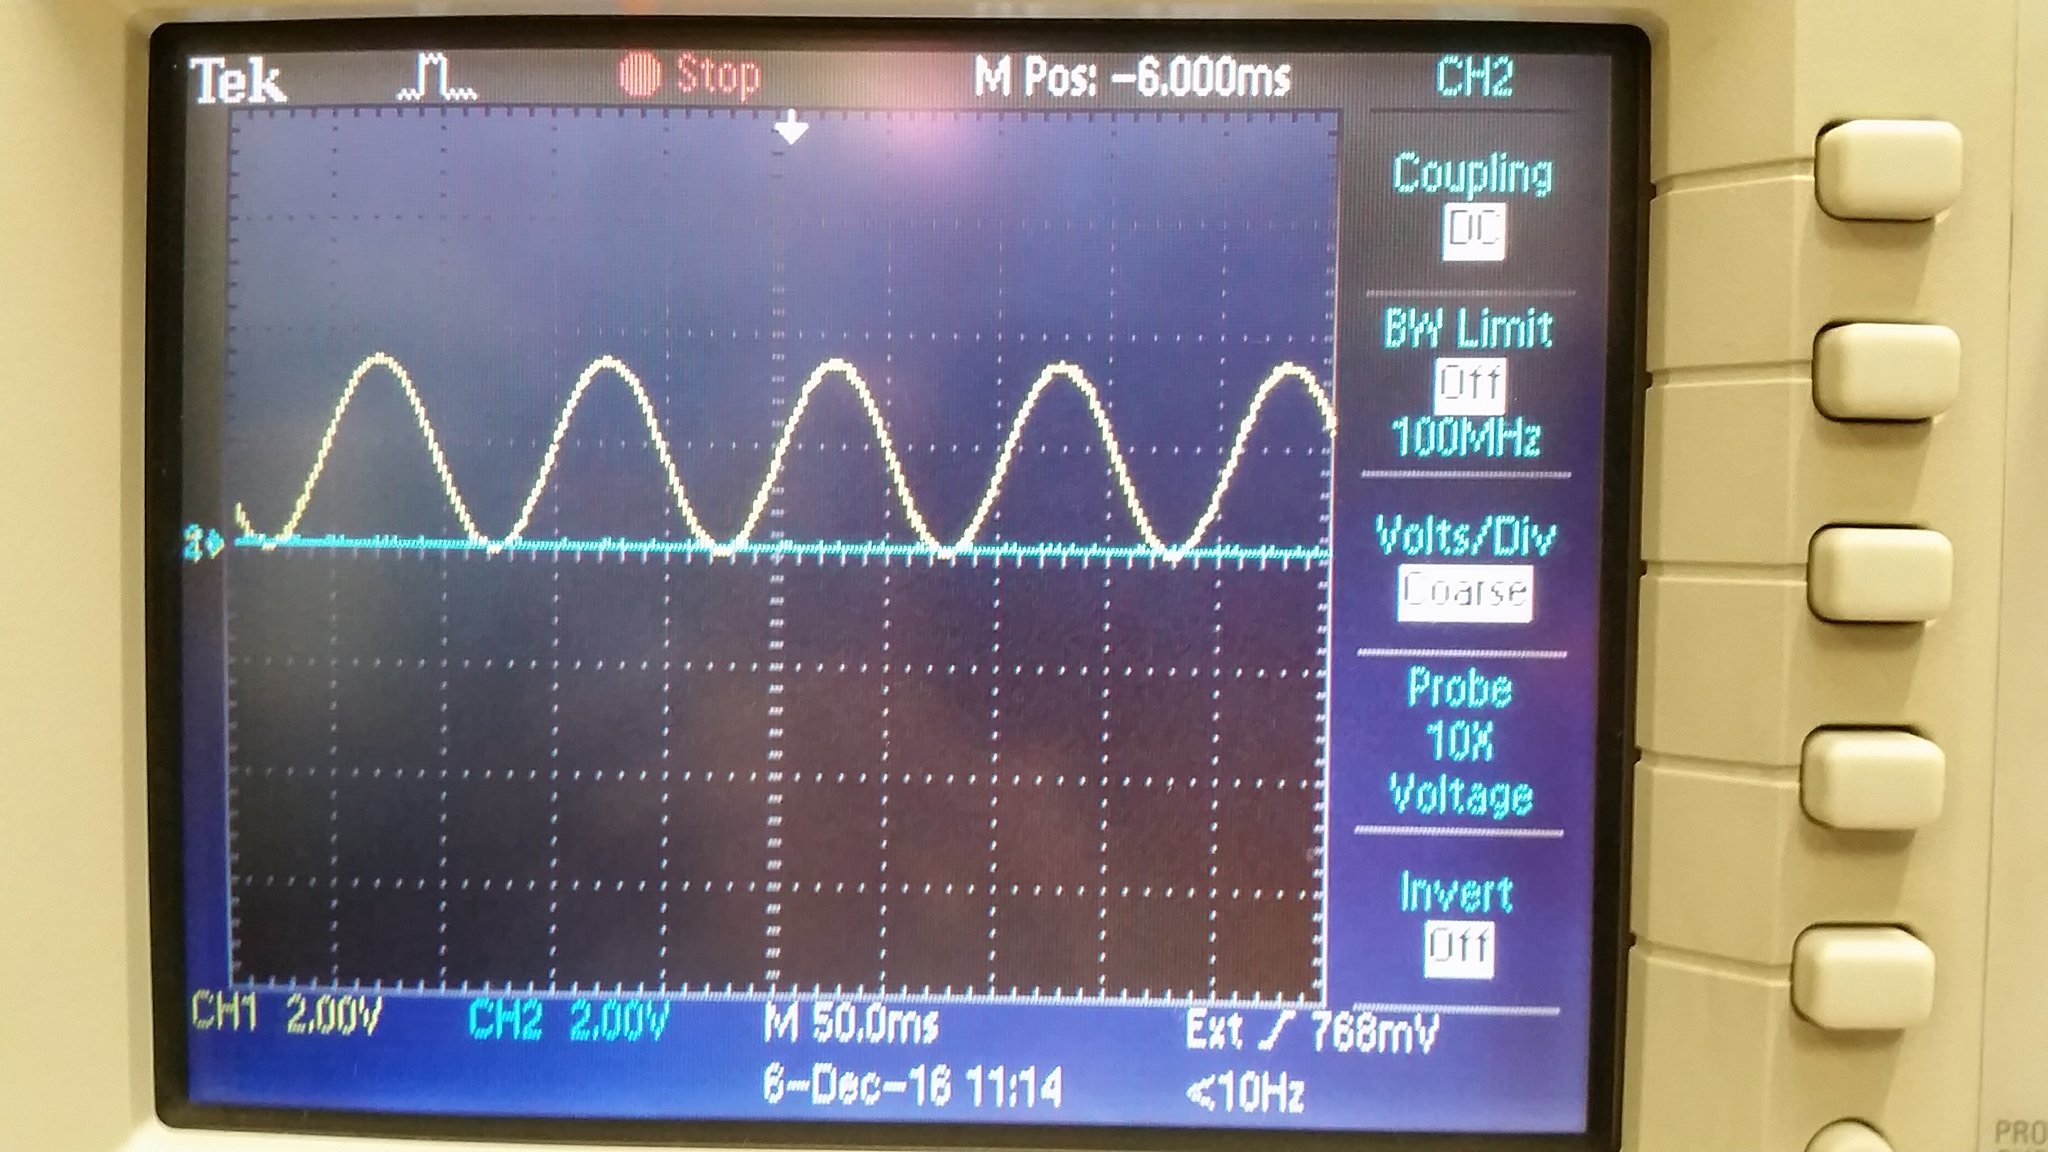 Tek Stop M Pos: -6.000ms CH2
Coupling
DC
BW Limit
Off
100MHz
2
Volts/Div
Coarse
Probe
10X
Voltage
Invert
Off
CH1 2.00V CH2 2.00V M 50.0ms Ext 768mV
6-Dec-16 11:14 <10Hz